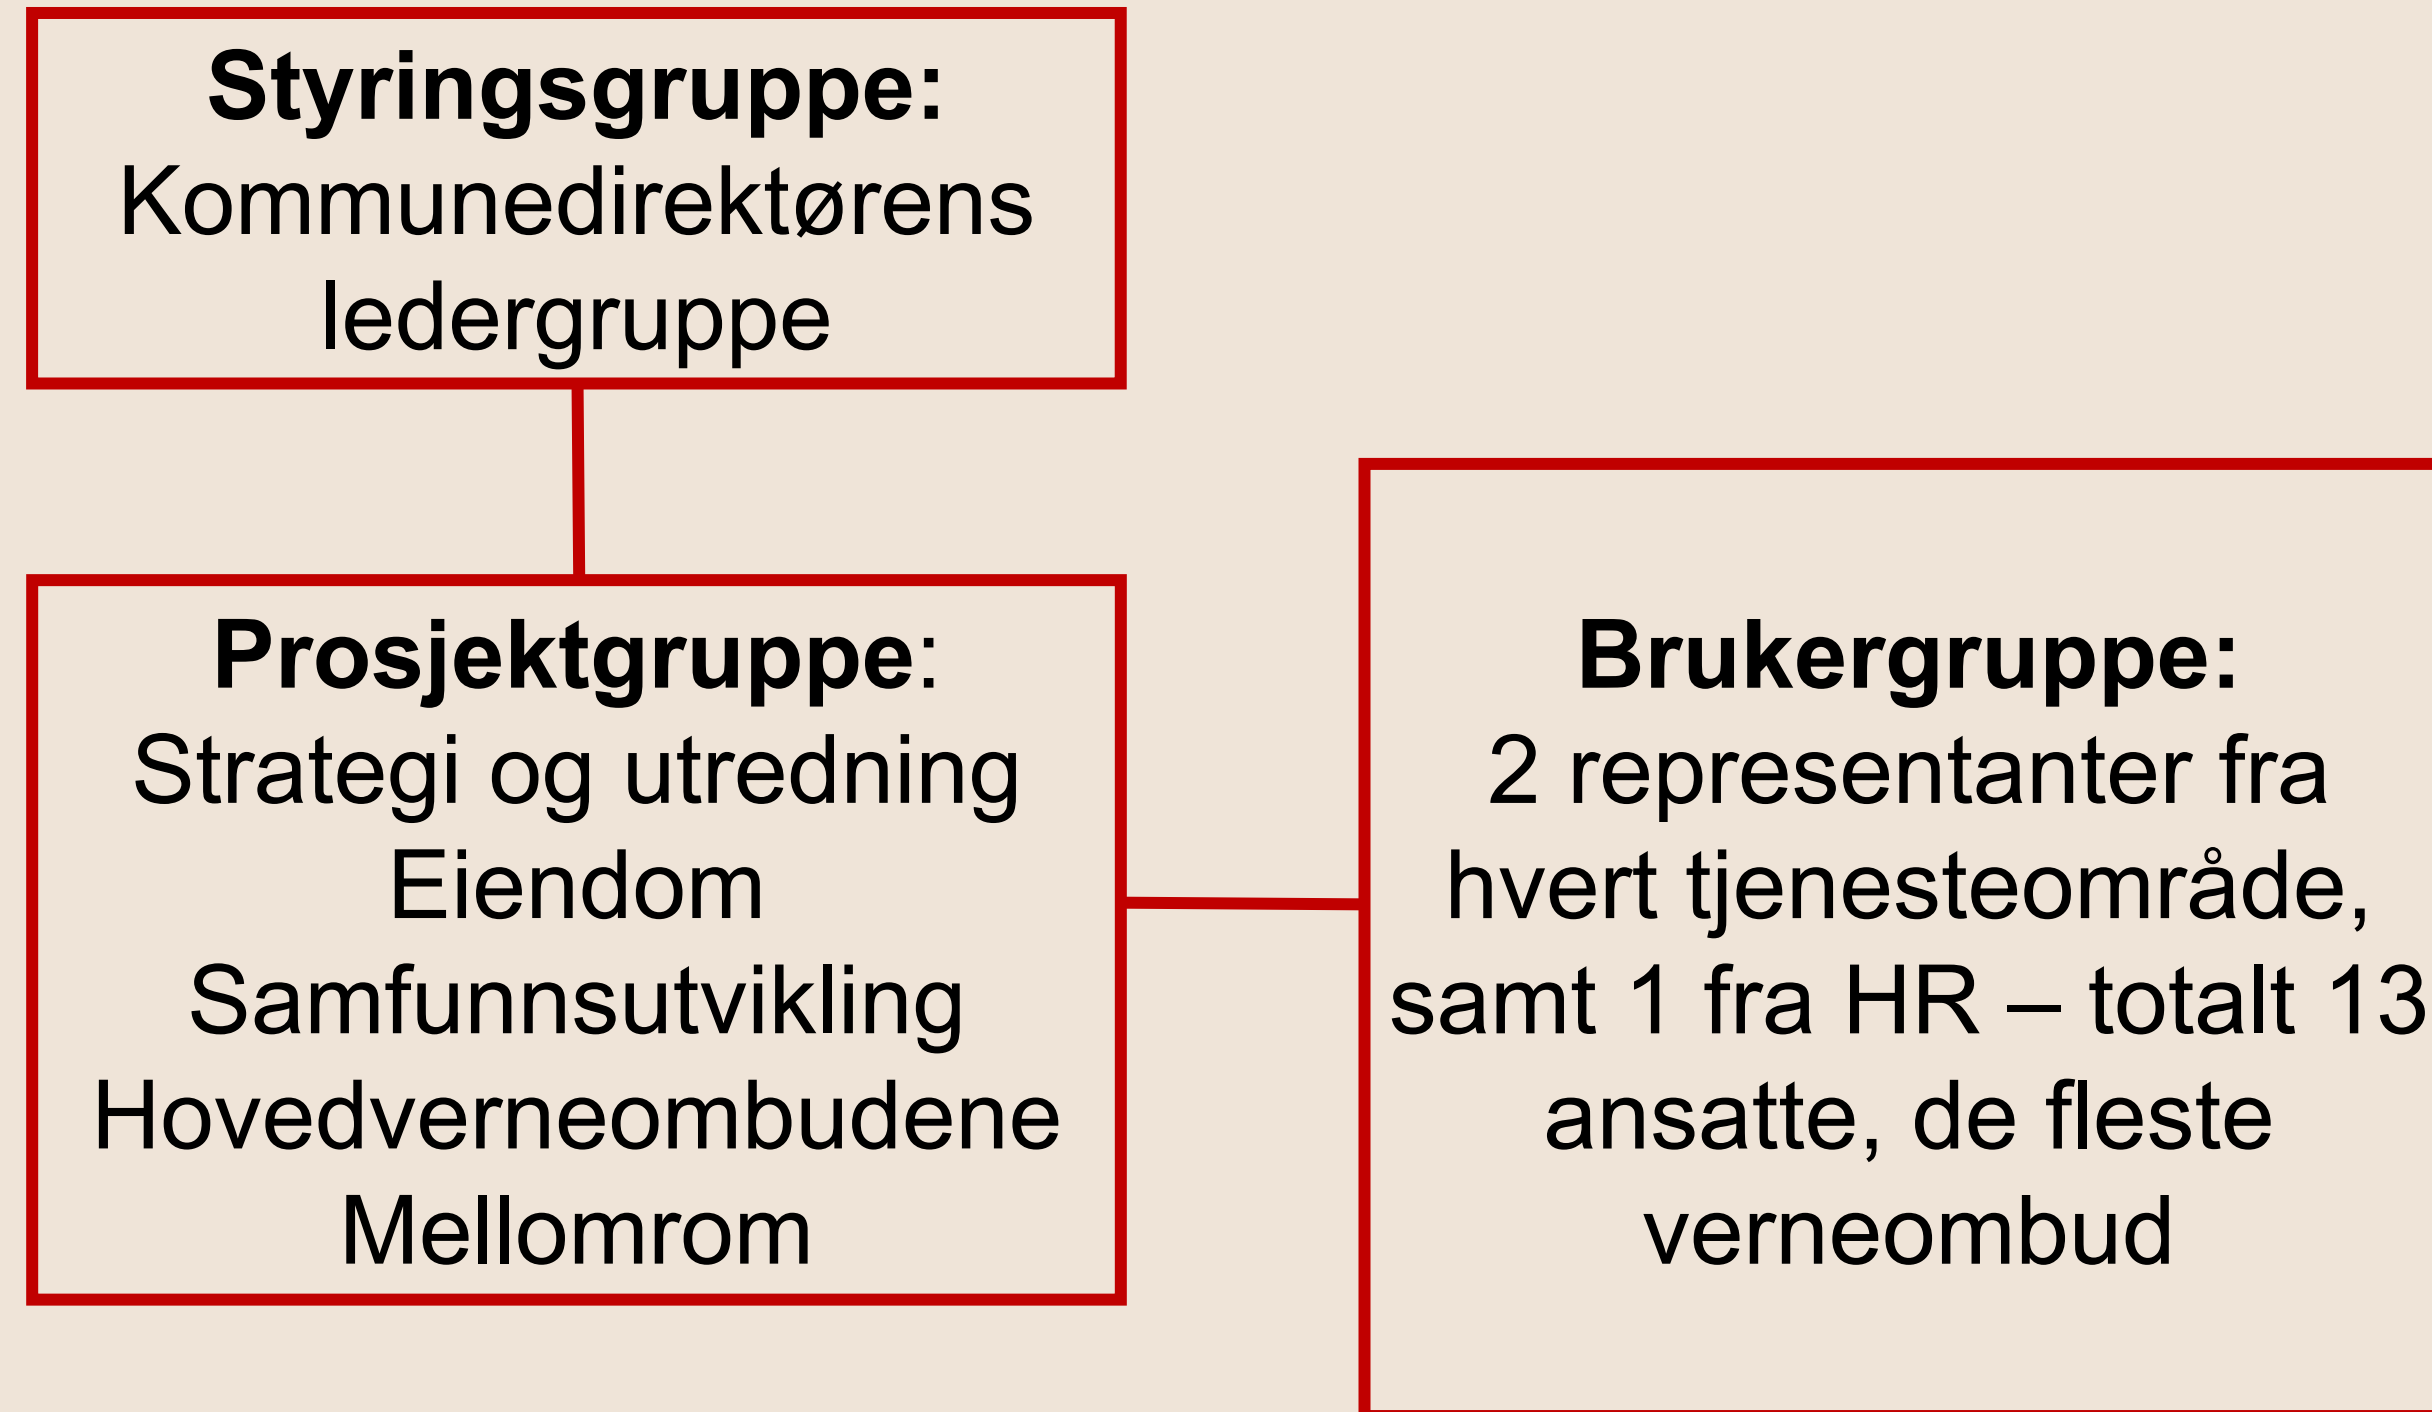 Styringsgruppe:
Kommunedirektørens
ledergruppe
Prosjektgruppe:
Strategi og utredning
Eiendom
Samfunnsutvikling
Hovedverneombudene
Mellomrom
Brukergruppe:
2 representanter fra
hvert tjenesteområde,
samt 1 fra HR – totalt 13
ansatte, de fleste
verneombud